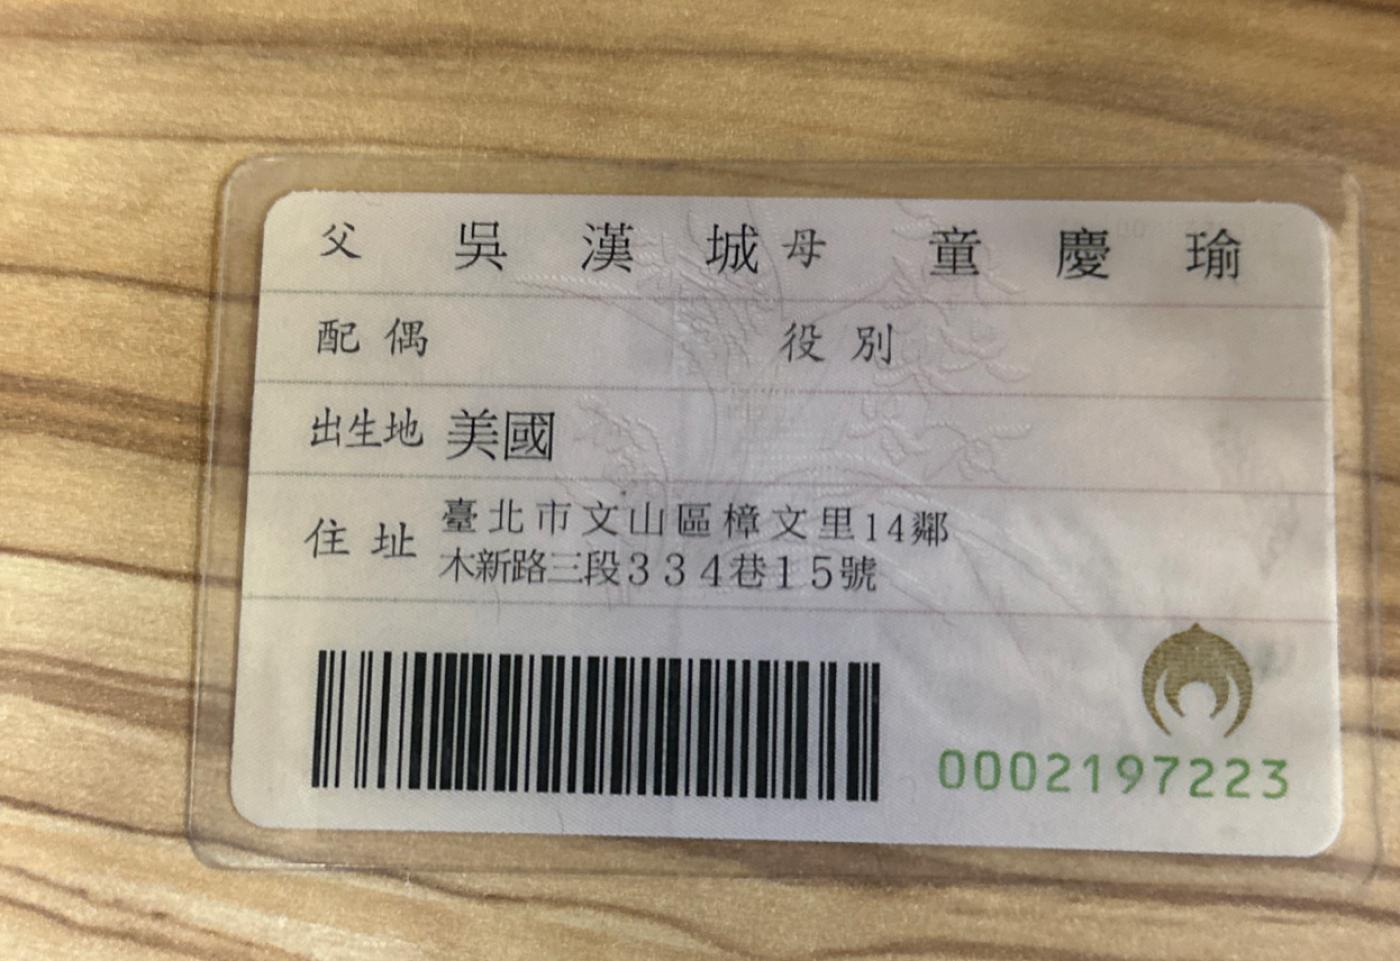 父 吳漢城 母 童慶瑜
配偶 役別
出生地 美國
住址 臺北市文山區樟文里14鄰
木新路三段334巷15號
0002197223